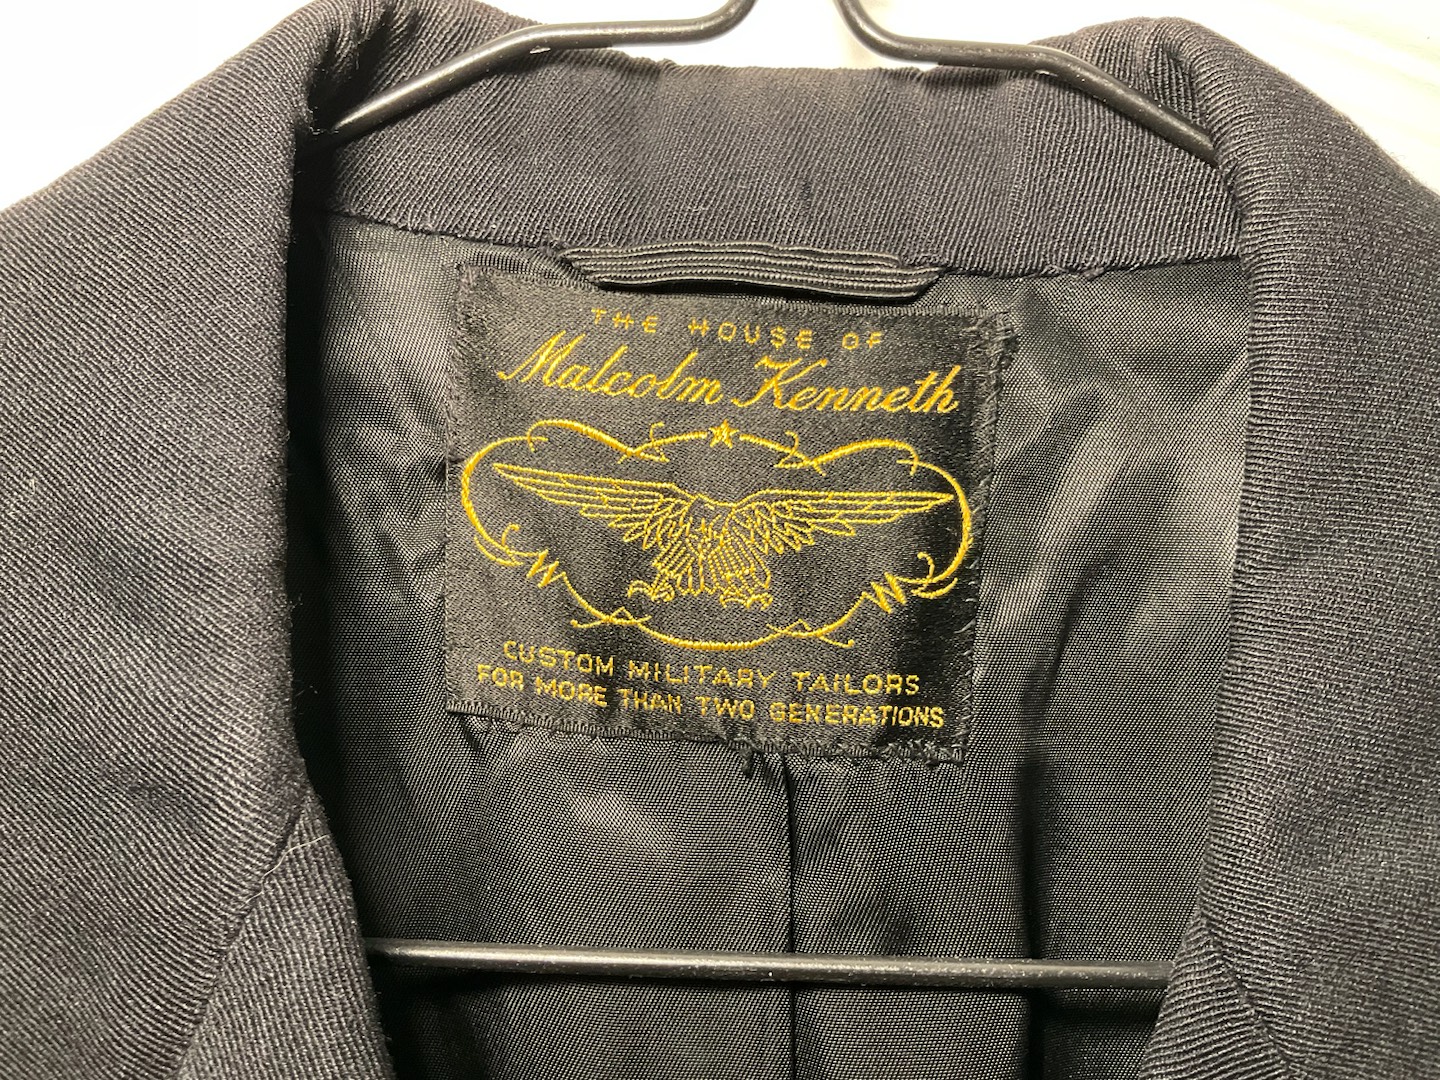 THE HOUSE OF
Malcolm Kenneth
CUSTOM MILITARY TAILORS
FOR MORE THAN TWO GENERATIONS